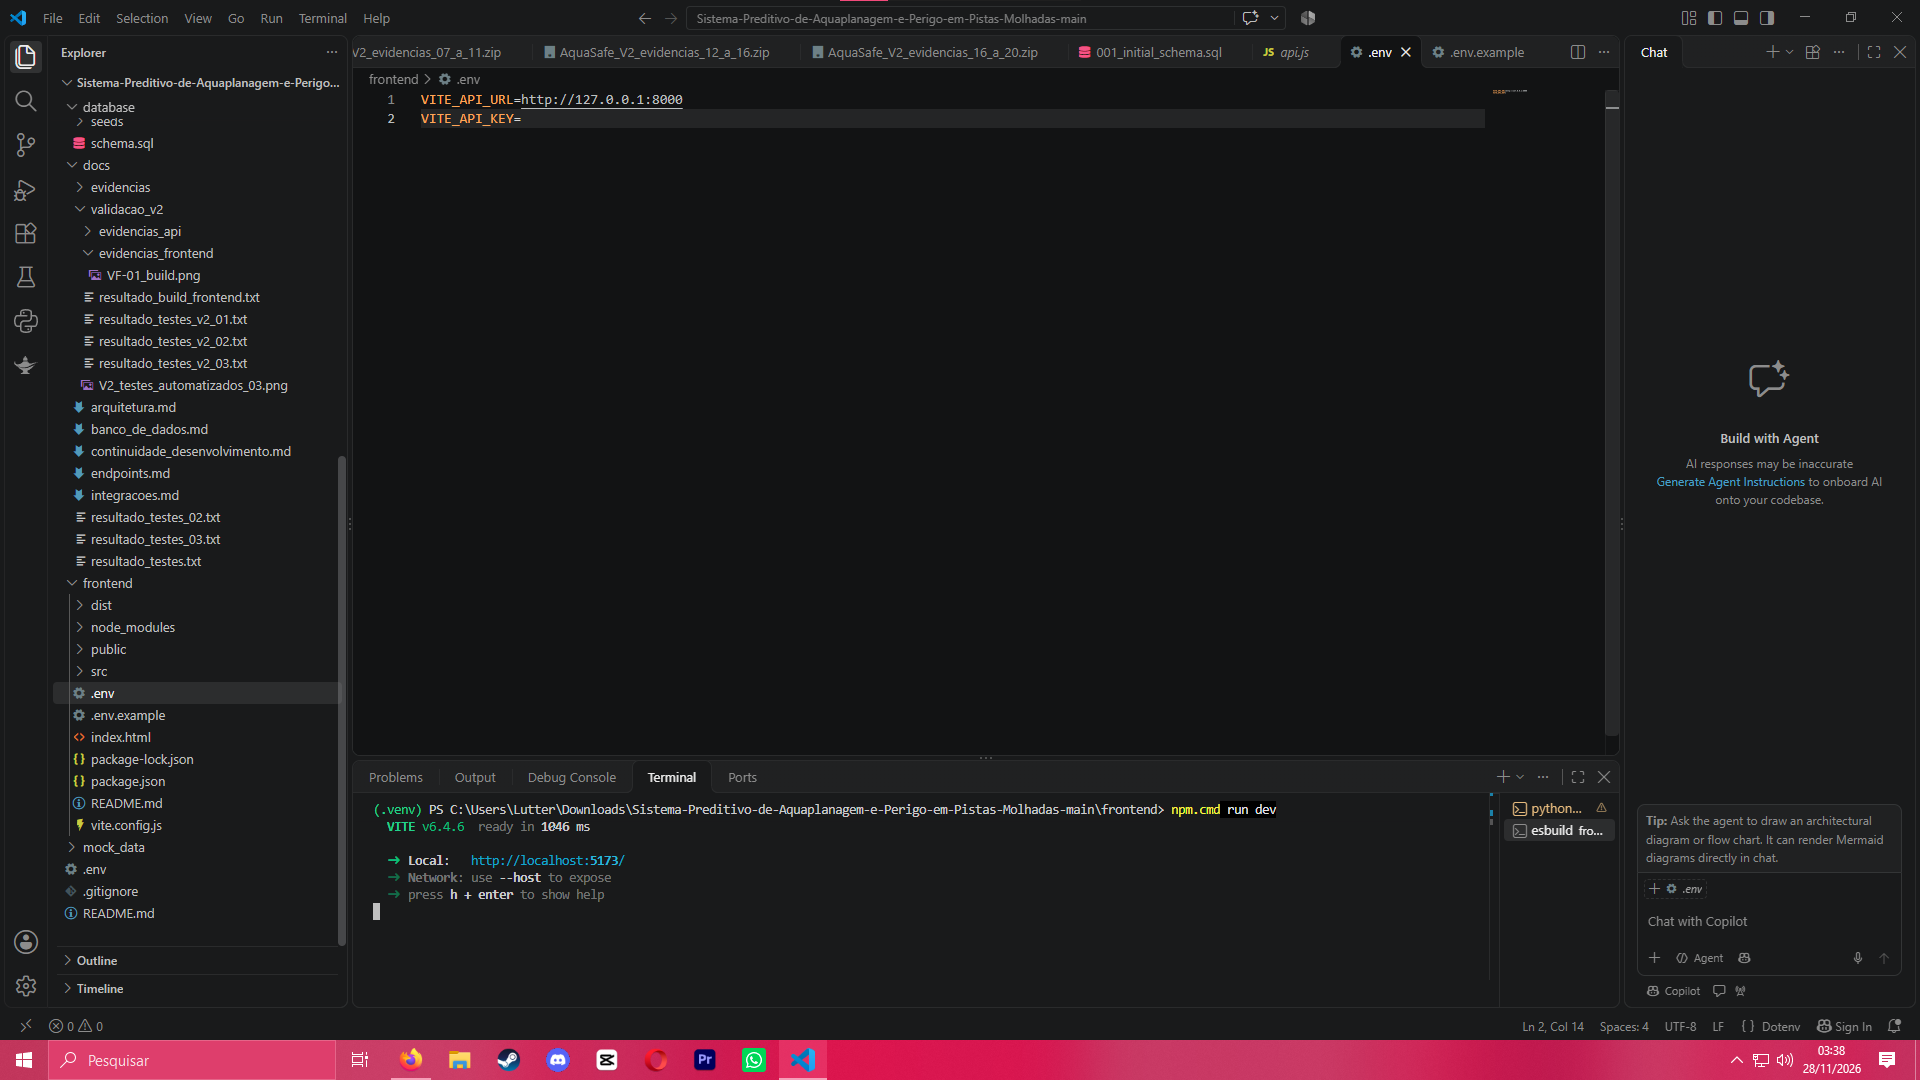 File Edit Selection View Go Run Terminal Help
Sistema-Preditivo-de-Aquaplanagem-e-Perigo-em-Pistas-Molhadas-main
Explorer
V2_evidencias_07_a_11.zip
AquaSafe_V2_evidencias_12_a_16.zip
AquaSafe_V2_evidencias_16_a_20.zip
001_initial_schema.sql
JS api.js
.env
.env.example
Chat
Sistema-Preditivo-de-Aquaplanagem-e-Perigo...
database
seeds
schema.sql
docs
evidencias
validacao_v2
evidencias_api
evidencias_frontend
VF-01_build.png
resultado_build_frontend.txt
resultado_testes_v2_01.txt
resultado_testes_v2_02.txt
resultado_testes_v2_03.txt
V2_testes_automatizados_03.png
arquitetura.md
banco_de_dados.md
continuidade_desenvolvimento.md
endpoints.md
integracoes.md
resultado_testes_02.txt
resultado_testes_03.txt
resultado_testes.txt
frontend
dist
node_modules
public
src
.env
.env.example
index.html
package-lock.json
package.json
README.md
vite.config.js
mock_data
.env
.gitignore
README.md
Outline
Timeline
frontend > .env
1 VITE_API_URL=http://127.0.0.1:8000
2 VITE_API_KEY=
Problems Output Debug Console Terminal Ports
(.venv) PS C:\Users\Lutter\Downloads\Sistema-Preditivo-de-Aquaplanagem-e-Perigo-em-Pistas-Molhadas-main\frontend> npm.cmd run dev
VITE v6.4.6 ready in 1046 ms
➜ Local: http://localhost:5173/
➜ Network: use --host to expose
➜ press h + enter to show help
python...
esbuild fro...
Build with Agent
AI responses may be inaccurate
Generate Agent Instructions to onboard AI
onto your codebase.
Tip: Ask the agent to draw an architectural
diagram or flow chart. It can render Mermaid
diagrams directly in chat.
.env
Chat with Copilot
Agent
Copilot
0 0
Ln 2, Col 14 Spaces: 4 UTF-8 LF { } Dotenv Sign In
Pesquisar
Pr
03:38
28/11/2026